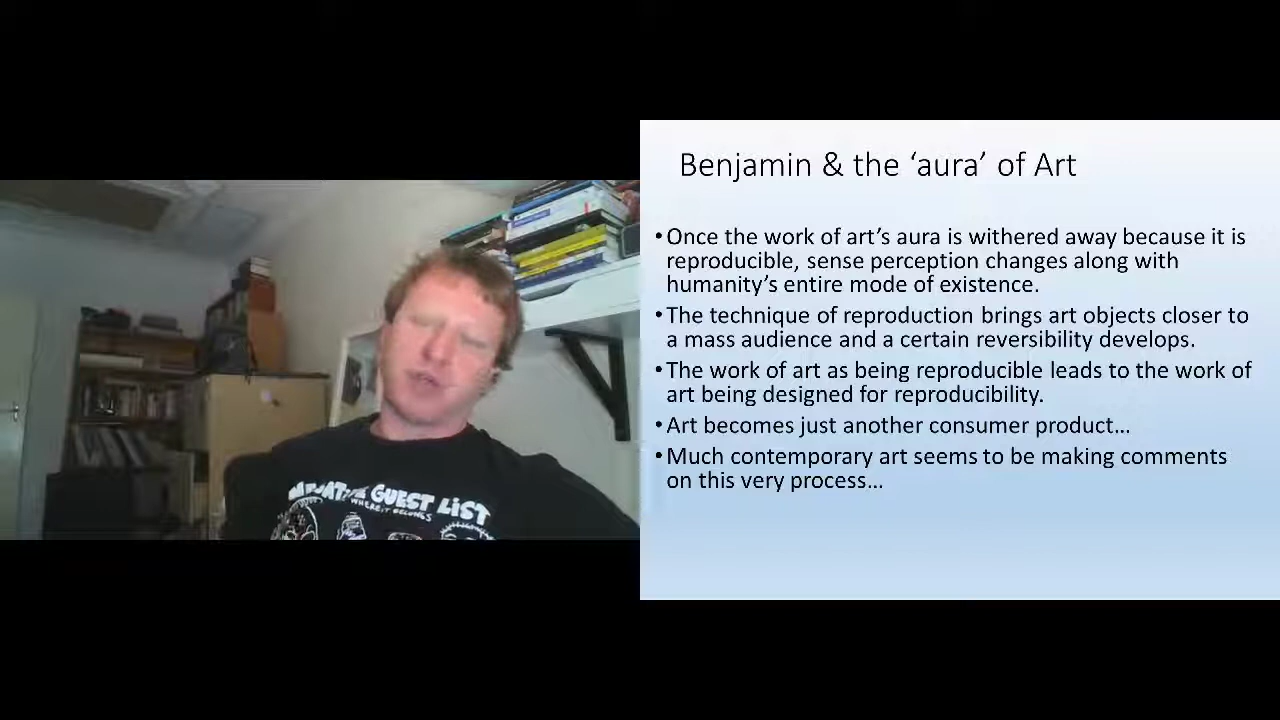 Benjamin & the ‘aura’ of Art
•Once the work of art’s aura is withered away because it is
reproducible, sense perception changes along with
humanity’s entire mode of existence.
•The technique of reproduction brings art objects closer to
a mass audience and a certain reversibility develops.
•The work of art as being reproducible leads to the work of
art being designed for reproducibility.
•Art becomes just another consumer product…
•Much contemporary art seems to be making comments
on this very process…
GUEST LIST
WHERE IT BELONGS